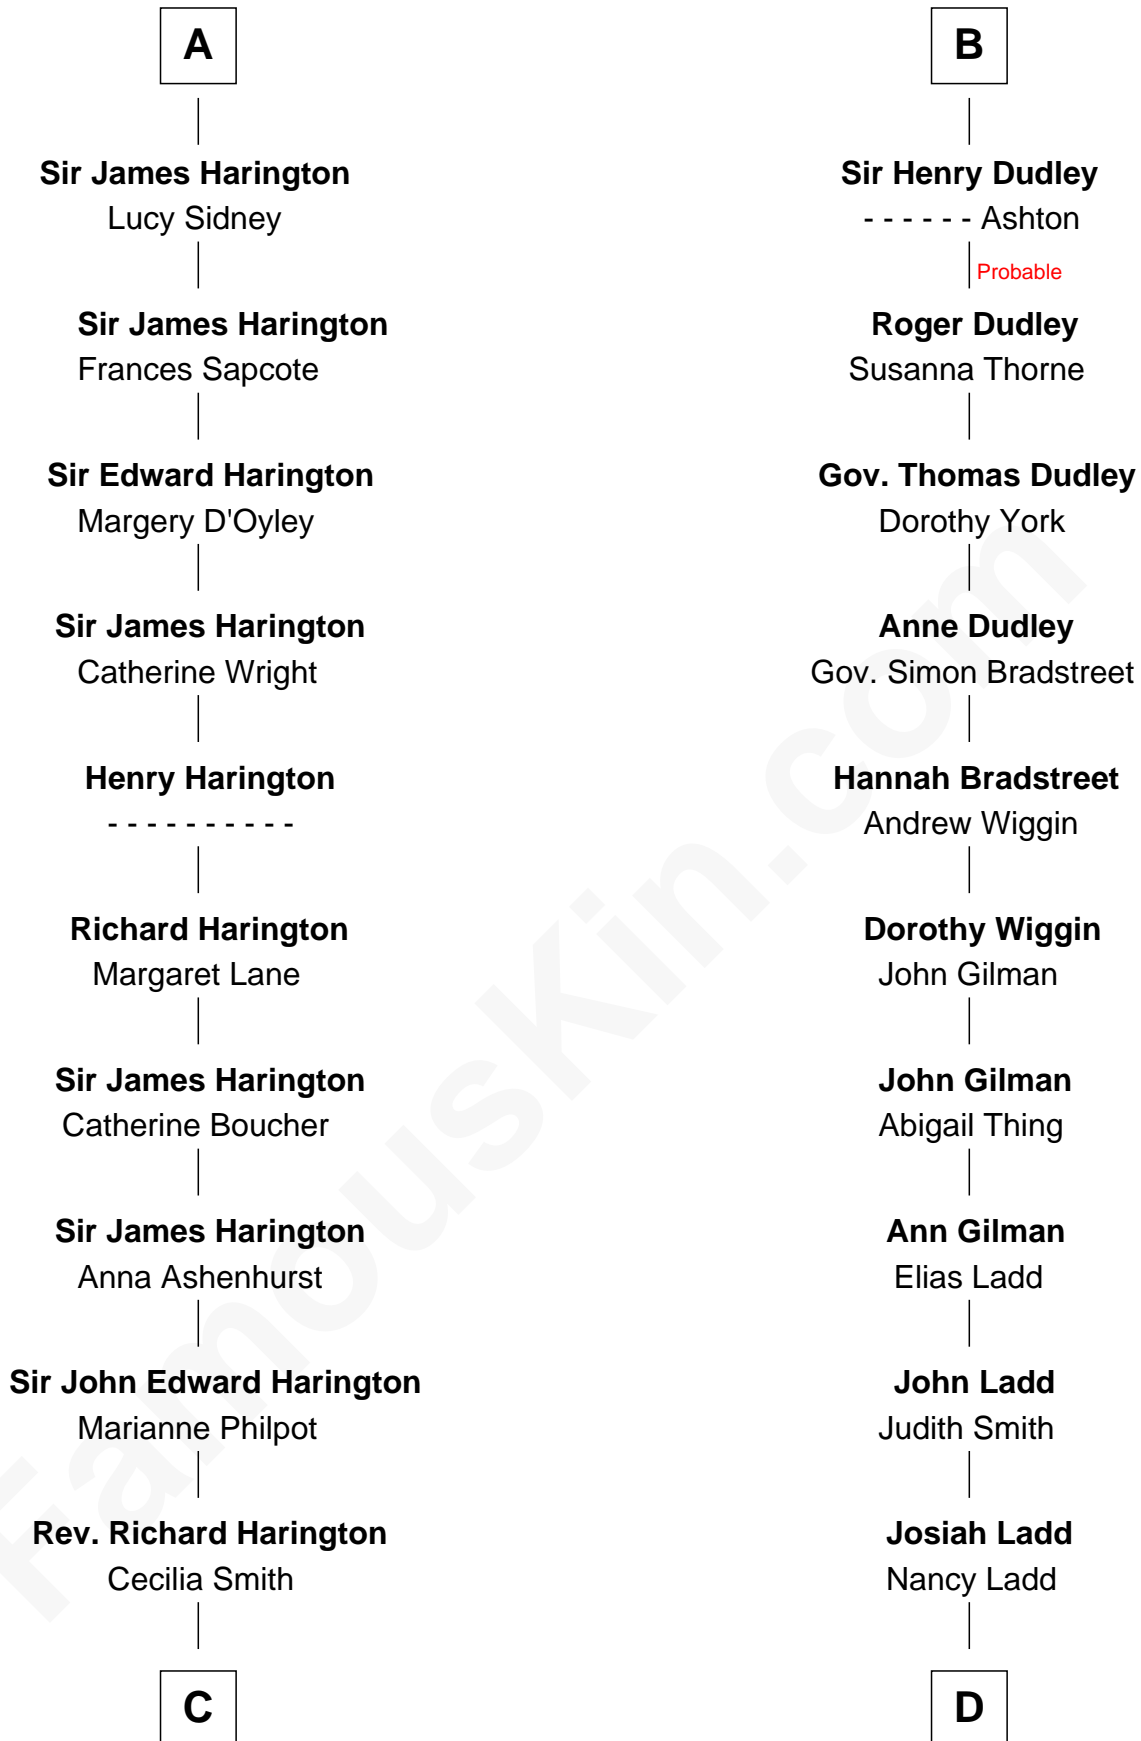 A
Sir James Harington
Lucy Sidney
Sir James Harington
Frances Sapcote
Sir Edward Harington
Margery D'Oyley
Sir James Harington
Catherine Wright
Henry Harington
- - - - - - - - - -
Richard Harington
Margaret Lane
Sir James Harington
Catherine Boucher
Sir James Harington
Anna Ashenhurst
Sir John Edward Harington
Marianne Philpot
Rev. Richard Harington
Cecilia Smith
C
B
Sir Henry Dudley
- - - - - - Ashton
Probable
Roger Dudley
Susanna Thorne
Gov. Thomas Dudley
Dorothy York
Anne Dudley
Gov. Simon Bradstreet
Hannah Bradstreet
Andrew Wiggin
Dorothy Wiggin
John Gilman
John Gilman
Abigail Thing
Ann Gilman
Elias Ladd
John Ladd
Judith Smith
Josiah Ladd
Nancy Ladd
D
FamousKin.com